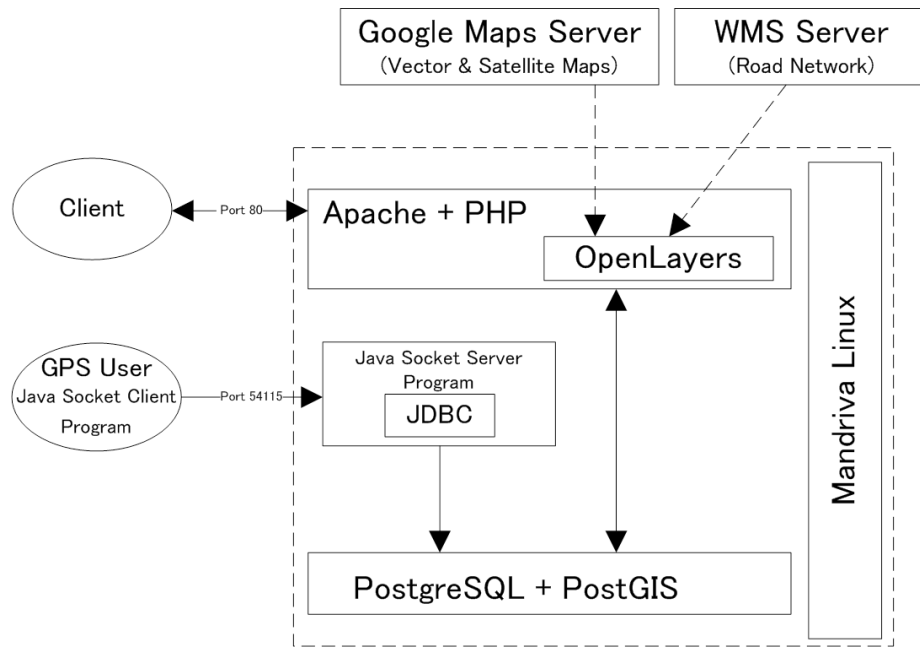 Google Maps Server
(Vector & Satellite Maps)
WMS Server
(Road Network)
Client
Port 80
Apache + PHP
OpenLayers
GPS User
Java Socket Client
Program
Port 54115
Java Socket Server
Program
JDBC
PostgreSQL + PostGIS
Mandriva Linux